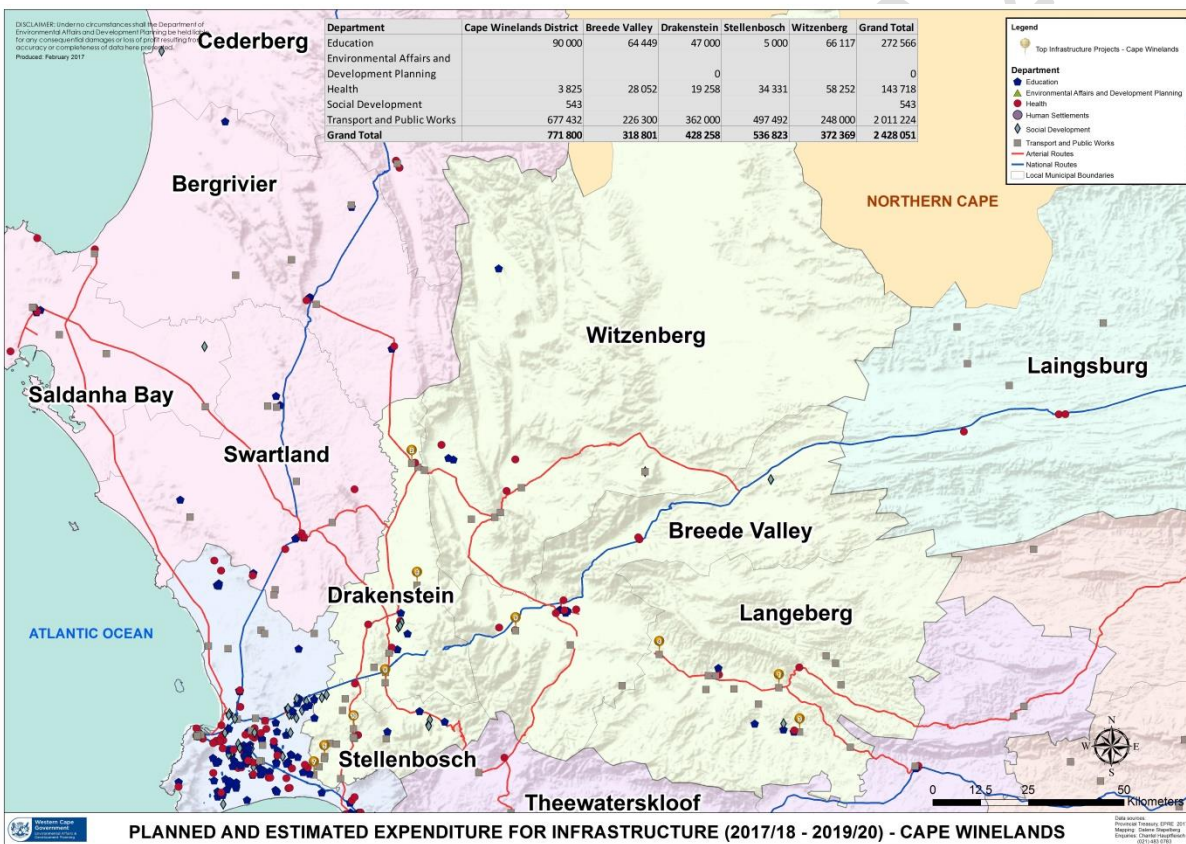 DISCLAIMER: Under no circumstances shall the Department of
Environmental Affairs and Development Planning be held liable
for any consequential damages or loss of profit resulting from
accuracy or completeness of data here presented.
Produced: February 2017
Department Cape Winelands District Breede Valley Drakenstein Stellenbosch Witzenberg Grand Total
Education 90 000 64 449 47 000 5 000 66 117 272 566
Environmental Affairs and
Development Planning 0 0
Health 3 825 28 052 19 258 34 331 58 252 143 718
Social Development 543 543
Transport and Public Works 677 432 226 300 362 000 497 492 248 000 2 011 224
Grand Total 771 800 318 801 428 258 536 823 372 369 2 428 051
Legend
Top Infrastructure Projects - Cape Winelands
Department
Education
Environmental Affairs and Development Planning
Health
Human Settlements
Social Development
Transport and Public Works
Arterial Routes
National Routes
Local Municipal Boundaries
Cederberg
Bergrivier
NORTHERN CAPE
Witzenberg
Laingsburg
Saldanha Bay
Swartland
Breede Valley
Drakenstein
Langeberg
ATLANTIC OCEAN
Stellenbosch
Theewaterskloof
N
W E
S
0 12.5 25 50
Kilometers
Western Cape
Government
PLANNED AND ESTIMATED EXPENDITURE FOR INFRASTRUCTURE (2017/18 - 2019/20) - CAPE WINELANDS
Data sources: